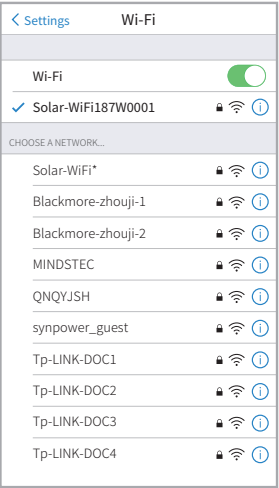 Settings Wi-Fi
Wi-Fi
Solar-WiFi187W0001
CHOOSE A NETWORK...
Solar-WiFi*
Blackmore-zhouji-1
Blackmore-zhouji-2
MINDSTEC
QNQYJSH
synpower_guest
Tp-LINK-DOC1
Tp-LINK-DOC2
Tp-LINK-DOC3
Tp-LINK-DOC4